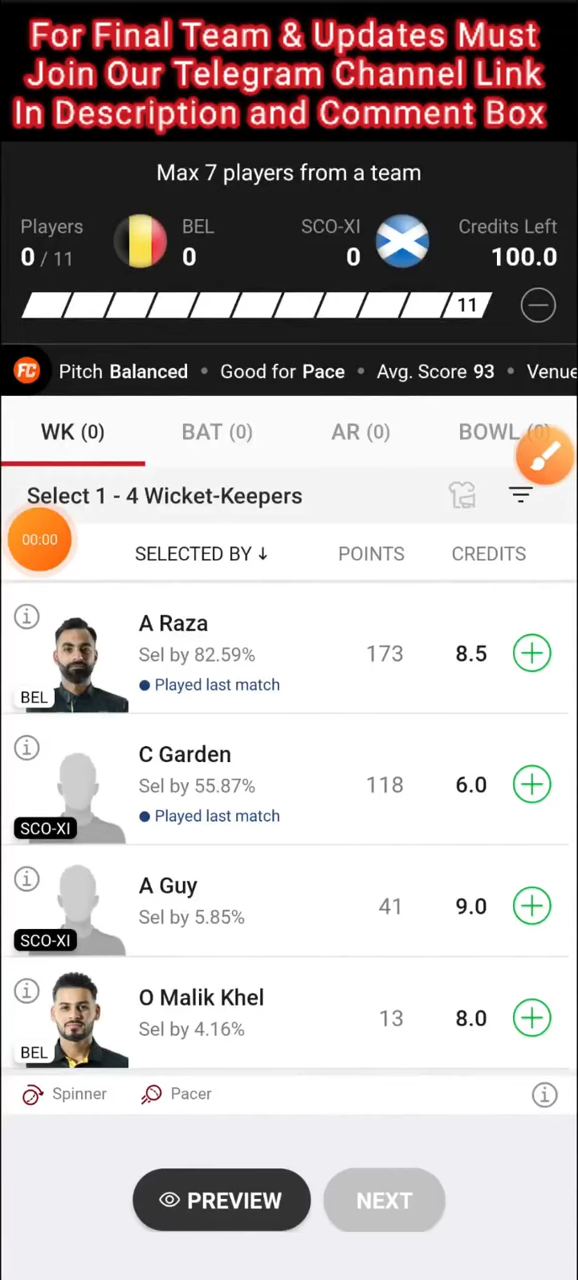 For Final Team & Updates Must
Join Our Telegram Channel Link
In Description and Comment Box
Max 7 players from a team
Players BEL SCO-XI Credits Left
0 / 11 0 0 100.0
11
FC Pitch Balanced • Good for Pace • Avg. Score 93 • Venue
WK (0) BAT (0) AR (0) BOWL (0)
Select 1 - 4 Wicket-Keepers
00:00
SELECTED BY ↓ POINTS CREDITS
A Raza
Sel by 82.59% 173 8.5
Played last match
BEL
C Garden
Sel by 55.87% 118 6.0
Played last match
SCO-XI
A Guy
Sel by 5.85% 41 9.0
SCO-XI
O Malik Khel
Sel by 4.16% 13 8.0
BEL
Spinner Pacer
PREVIEW NEXT